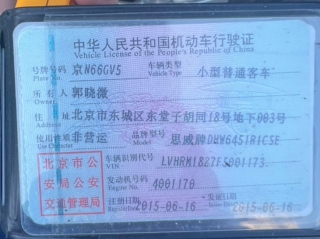 中华人民共和国机动车行驶证
Vehicle License of the People's Republic of China
号牌号码 京N66GV5 车辆类型 小型普通客车
Plate No. Vehicle Type
所有人 郭晓微
Owner
住址 北京市东城区东堂子胡同18号地下003号
Address
使用性质 非营运 品牌型号 思威牌DHW6451R1CSE
北京市公 车辆识别代号 LVHRM1827F5001173
VIN
安局公安 发动机号码 4001170
Engine No.
交通管理局 注册日期 2015-06-16 发证日期 2015-06-16